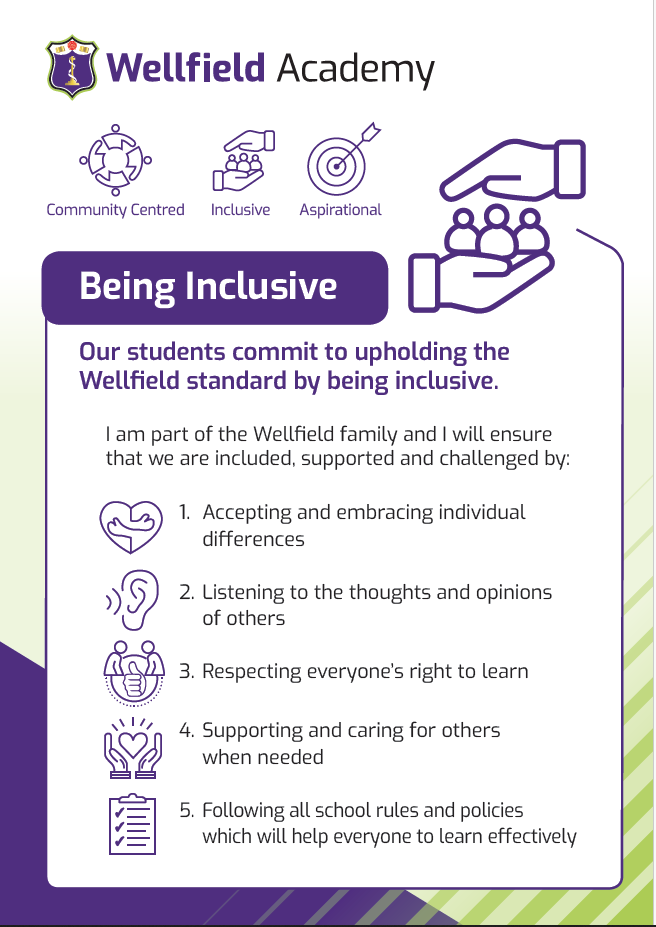 Wellfield Academy
Community Centred
Inclusive
Aspirational
Being Inclusive
Our students commit to upholding the
Wellfield standard by being inclusive.
I am part of the Wellfield family and I will ensure
that we are included, supported and challenged by:
1. Accepting and embracing individual
differences
2. Listening to the thoughts and opinions
of others
3. Respecting everyone's right to learn
4. Supporting and caring for others
when needed
5. Following all school rules and policies
which will help everyone to learn effectively